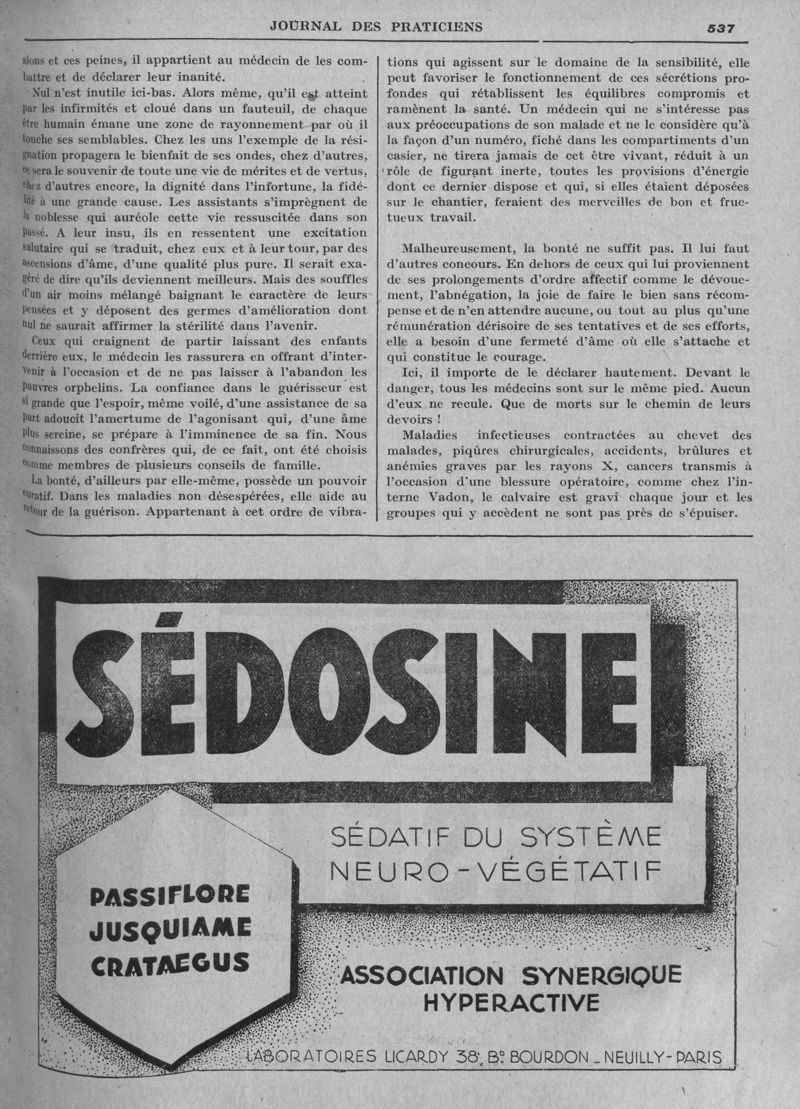 JOURNAL DES PRATICIENS
537
sions et ces peines, il appartient au médecin de les com-
battre et de déclarer leur inanité.
Nul n'est inutile ici-bas. Alors même, qu'il est atteint
par les infirmités et cloué dans un fauteuil, de chaque
être humain émane une zone de rayonnement par où il
touche ses semblables. Chez les uns l'exemple de la rési-
gnation propagera le bienfait de ses ondes, chez d'autres,
ce sera le souvenir de toute une vie de mérites et de vertus,
chez d'autres encore, la dignité dans l'infortune, la fidé-
lité à une grande cause. Les assistants s'imprègnent de
la noblesse qui auréole cette vie ressuscitée dans son
passé. A leur insu, ils en ressentent une excitation
salutaire qui se traduit, chez eux et à leur tour, par des
ascensions d'âme, d'une qualité plus pure. Il serait exa-
géré de dire qu'ils deviennent meilleurs. Mais des souffles
d'un air moins mélangé baignant le caractère de leurs
pensées et y déposent des germes d'amélioration dont
nul ne saurait affirmer la stérilité dans l'avenir.
Ceux qui craignent de partir laissant des enfants
derrière eux, le médecin les rassurera en offrant d'inter-
venir à l'occasion et de ne pas laisser à l'abandon les
pauvres orphelins. La confiance dans le guérisseur est
si grande que l'espoir, même voilé, d'une assistance de sa
part adoucit l'amertume de l'agonisant qui, d'une âme
plus sereine, se prépare à l'imminence de sa fin. Nous
connaissons des confrères qui, de ce fait, ont été choisis
comme membres de plusieurs conseils de famille.
La bonté, d'ailleurs par elle-même, possède un pouvoir
curatif. Dans les maladies non désespérées, elle aide au
retour de la guérison. Appartenant à cet ordre de vibra-
tions qui agissent sur le domaine de la sensibilité, elle
peut favoriser le fonctionnement de ces sécrétions pro-
fondes qui rétablissent les équilibres compromis et
ramènent la santé. Un médecin qui ne s'intéresse pas
aux préoccupations de son malade et ne le considère qu'à
la façon d'un numéro, fiché dans les compartiments d'un
casier, ne tirera jamais de cet être vivant, réduit à un
rôle de figurant inerte, toutes les provisions d'énergie
dont ce dernier dispose et qui, si elles étaient déposées
sur le chantier, feraient des merveilles de bon et fruc-
tueux travail.
Malheureusement, la bonté ne suffit pas. Il lui faut
d'autres concours. En dehors de ceux qui lui proviennent
de ses prolongements d'ordre affectif comme le dévoue-
ment, l'abnégation, la joie de faire le bien sans récom-
pense et de n'en attendre aucune, ou tout au plus qu'une
rémunération dérisoire de ses tentatives et de ses efforts,
elle a besoin d'une fermeté d'âme où elle s'attache et
qui constitue le courage.
Ici, il importe de le déclarer hautement. Devant le
danger, tous les médecins sont sur le même pied. Aucun
d'eux ne recule. Que de morts sur le chemin de leurs
devoirs !
Maladies infectieuses contractées au chevet des
malades, piqûres chirurgicales, accidents, brûlures et
anémies graves par les rayons X, cancers transmis à
l'occasion d'une blessure opératoire, comme chez l'in-
terne Vadon, le calvaire est gravi chaque jour et les
groupes qui y accèdent ne sont pas près de s'épuiser.
SÉDOSINE
SÉDATIF DU SYSTÈME
NEURO-VÉGÉTATIF
PASSIFLORE
JUSQUIAME
CRATAEGUS
ASSOCIATION SYNERGIQUE
HYPERACTIVE
LABORATOIRES LICARDY 38, Bº BOURDON - NEUILLY-PARIS